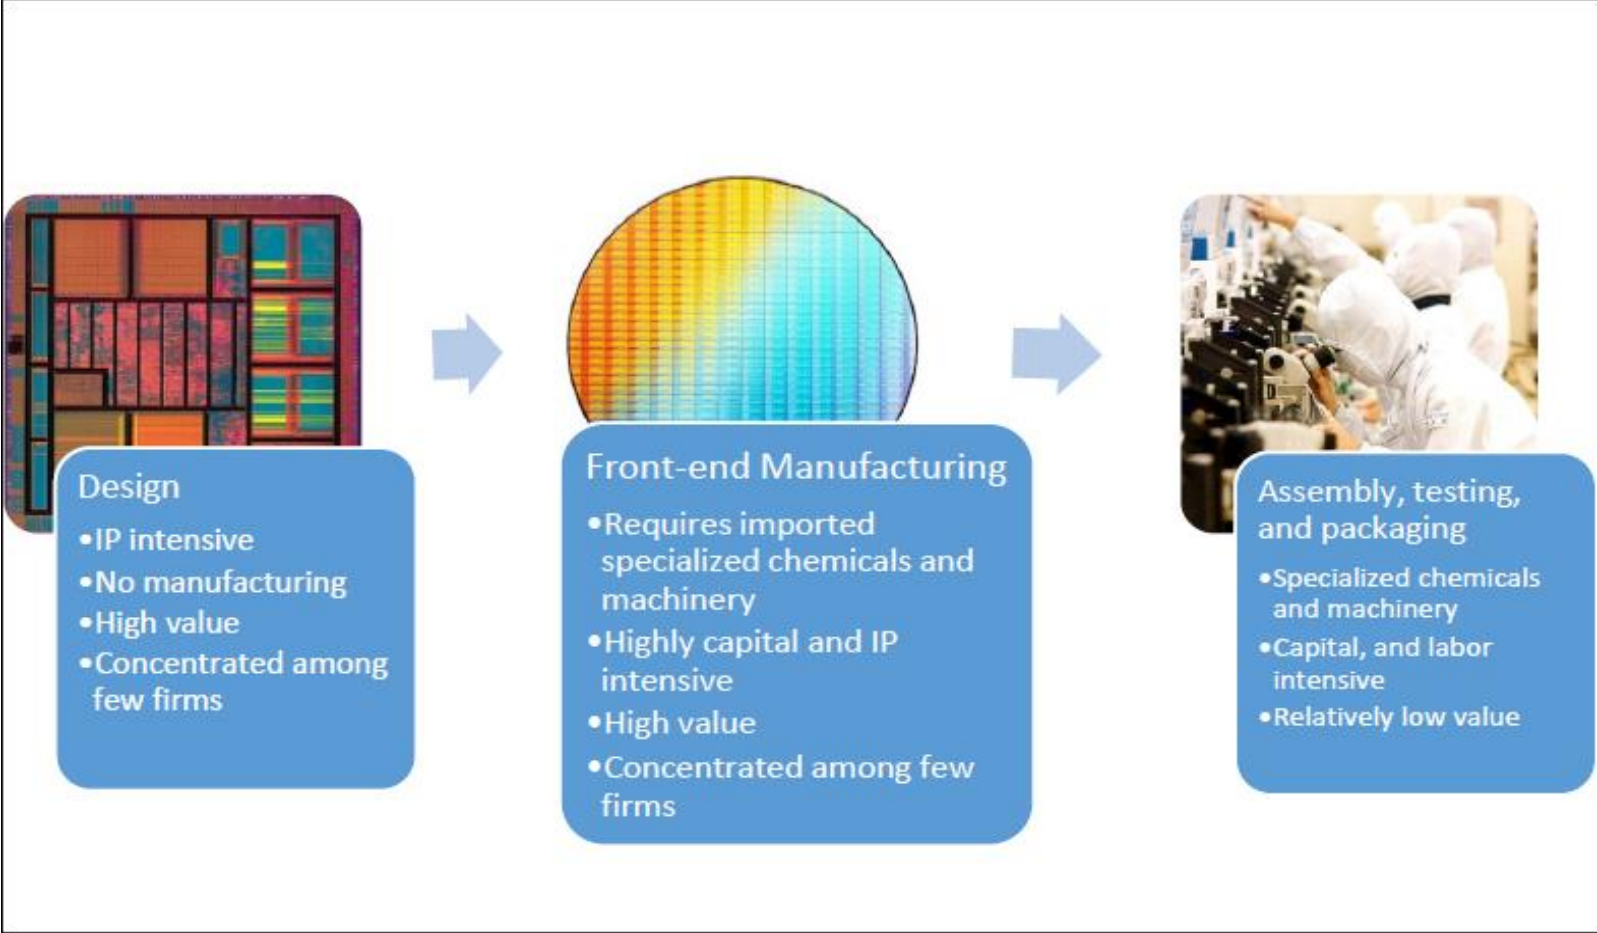 Design
•IP intensive
•No manufacturing
•High value
•Concentrated among
few firms
Front-end Manufacturing
•Requires imported
specialized chemicals and
machinery
•Highly capital and IP
intensive
•High value
•Concentrated among few
firms
Assembly, testing,
and packaging
•Specialized chemicals
and machinery
•Capital, and labor
intensive
•Relatively low value